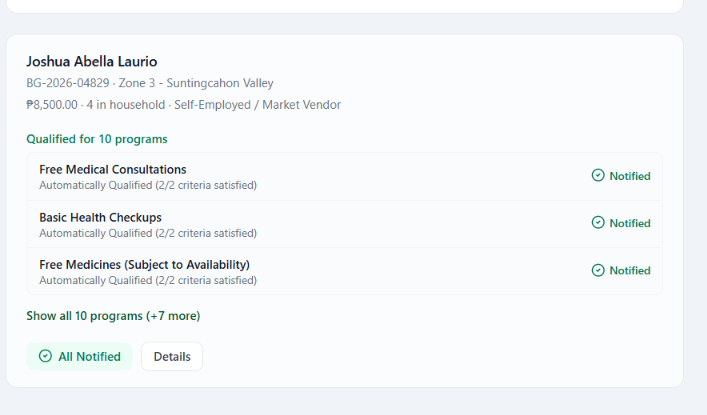 Joshua Abella Laurio
BG-2026-04829 · Zone 3 - Suntingcahon Valley
₱8,500.00 · 4 in household · Self-Employed / Market Vendor
Qualified for 10 programs
Free Medical Consultations
Automatically Qualified (2/2 criteria satisfied)
Notified
Basic Health Checkups
Automatically Qualified (2/2 criteria satisfied)
Notified
Free Medicines (Subject to Availability)
Automatically Qualified (2/2 criteria satisfied)
Notified
Show all 10 programs (+7 more)
All Notified
Details